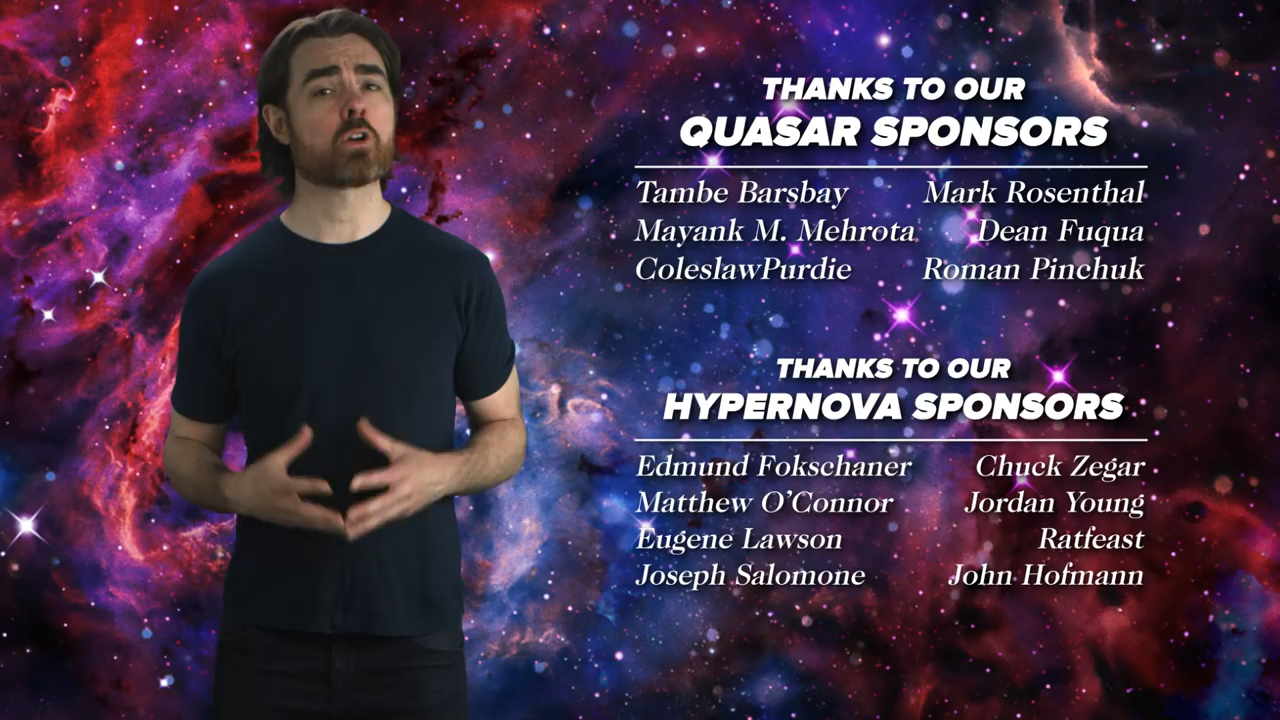 THANKS TO OUR
QUASAR SPONSORS
Tambe Barsbay Mark Rosenthal
Mayank M. Mehrota Dean Fuqua
ColeslawPurdie Roman Pinchuk
THANKS TO OUR
HYPERNOVA SPONSORS
Edmund Fokschaner Chuck Zegar
Matthew O’Connor Jordan Young
Eugene Lawson Ratfeast
Joseph Salomone John Hofmann